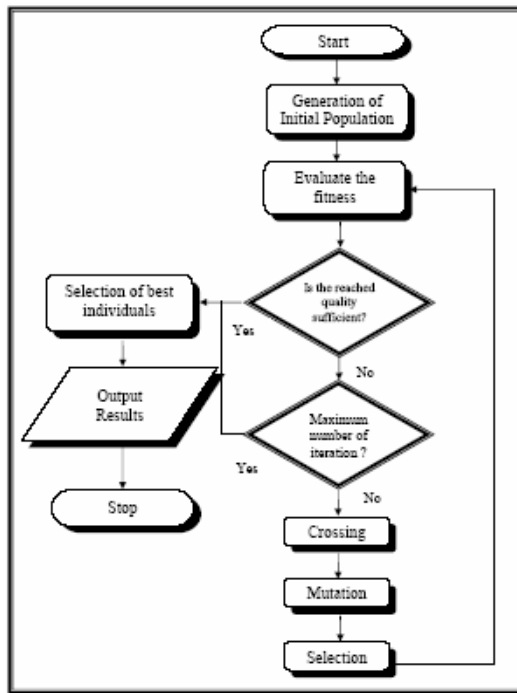 Start
Generation of
Initial Population
Evaluate the
fitness
Is the reached
quality
sufficient?
Selection of best
individuals
Yes
No
Output
Results
Maximum
number of
iteration ?
Yes
No
Stop
Crossing
Mutation
Selection